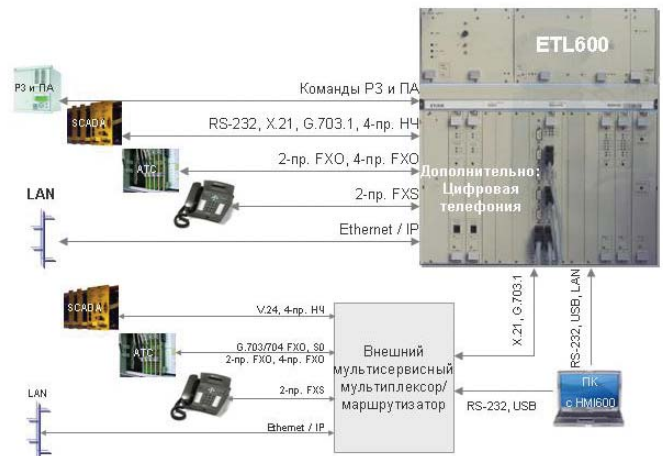 ETL600
РЗ и ПА
Команды РЗ и ПА
SCADA
RS-232, X.21, G.703.1, 4-пр. НЧ
АТС
2-пр. FXO, 4-пр. FXO
Дополнительно:
Цифровая
телефония
2-пр. FXS
LAN
Ethernet / IP
X.21, G.703.1
RS-232, USB, LAN
SCADA
V.24, 4-пр. НЧ
АТС
G.703/704 FXO, S0
2-пр. FXO, 4-пр. FXO
Внешний
мультисервисный
мультиплексор/
маршрутизатор
2-пр. FXS
ПК
с HMI600
RS-232, USB
LAN
Ethernet / IP